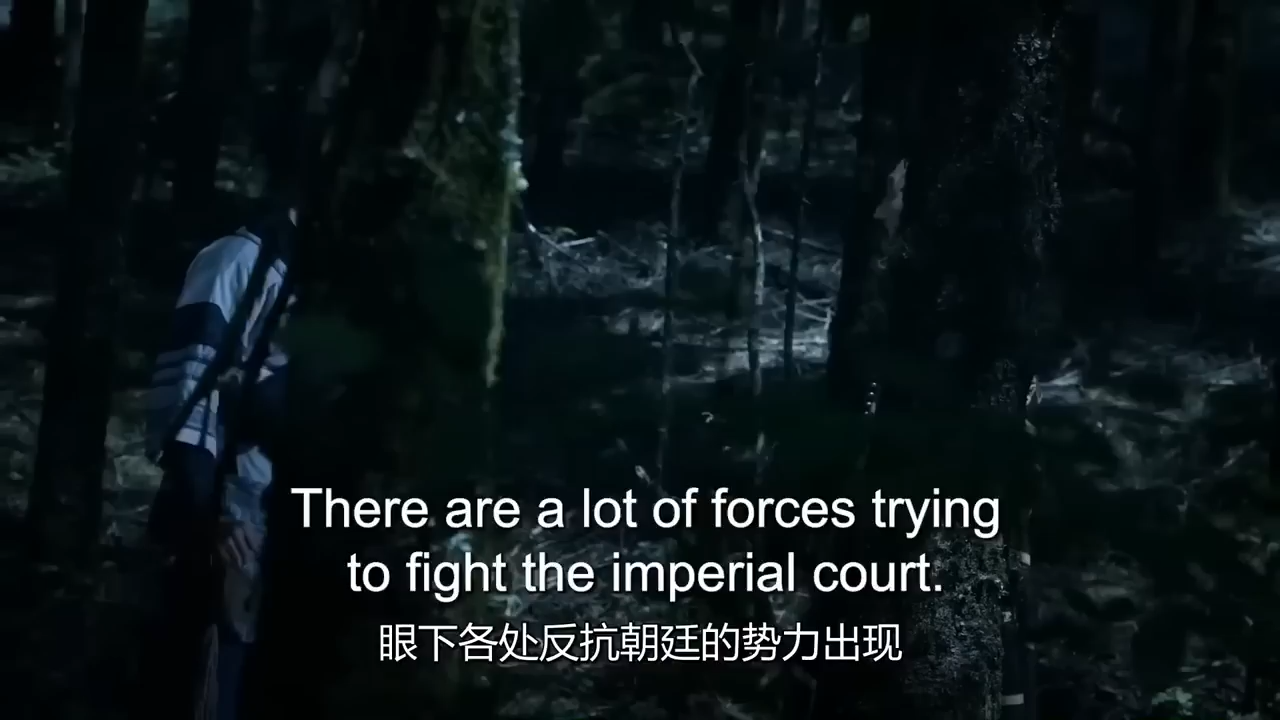 There are a lot of forces trying
to fight the imperial court.
眼下各处反抗朝廷的势力出现